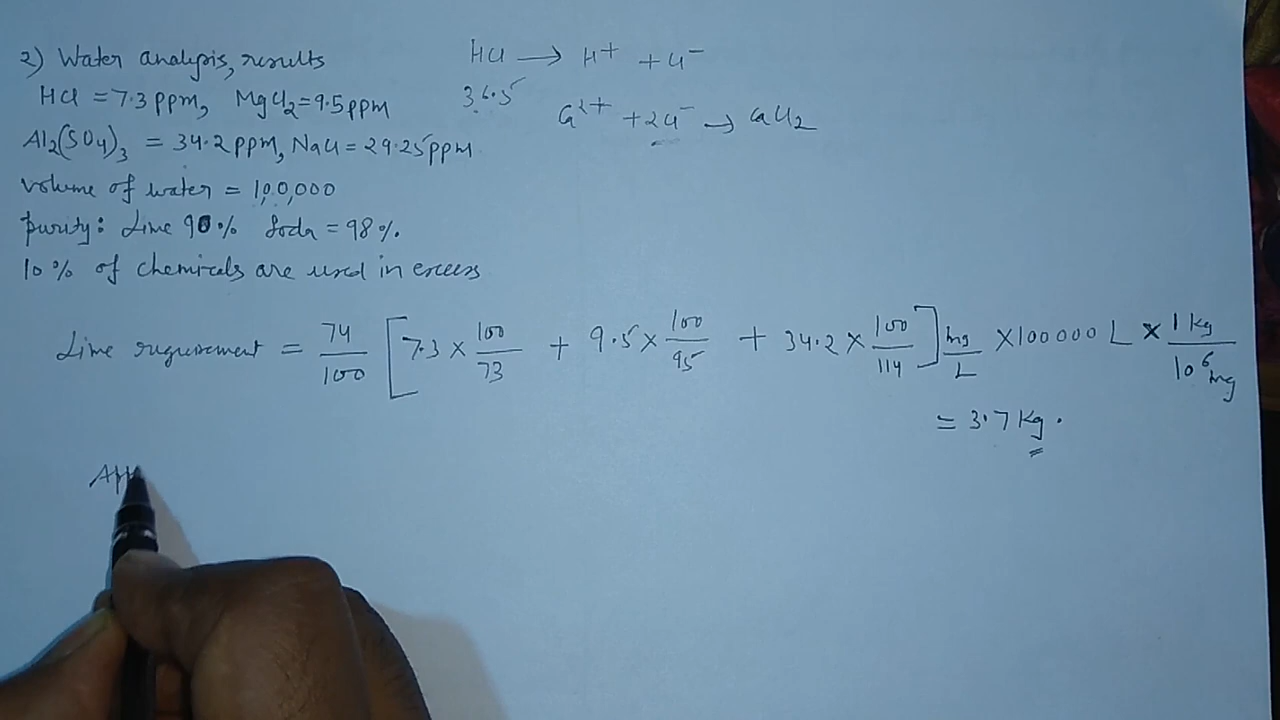 2) Water analysis, results
HCl = 7.3 ppm, MgCl2 = 9.5 ppm
Al2(SO4)3 = 34.2 ppm, NaCl = 29.25 ppm
volume of water = 1,0,0,000
purity: Lime 90% Soda = 98%.
10% of chemicals are used in excess
HCl → H+ + Cl-
36.5
Ca2+ + 2Cl- → CaCl2
Lime requirement = 74/100 [7.3 × 100/73 + 9.5 × 100/95 + 34.2 × 100/114] mg/L × 100000 L × 1 Kg/10^6 mg
= 3.7 Kg.